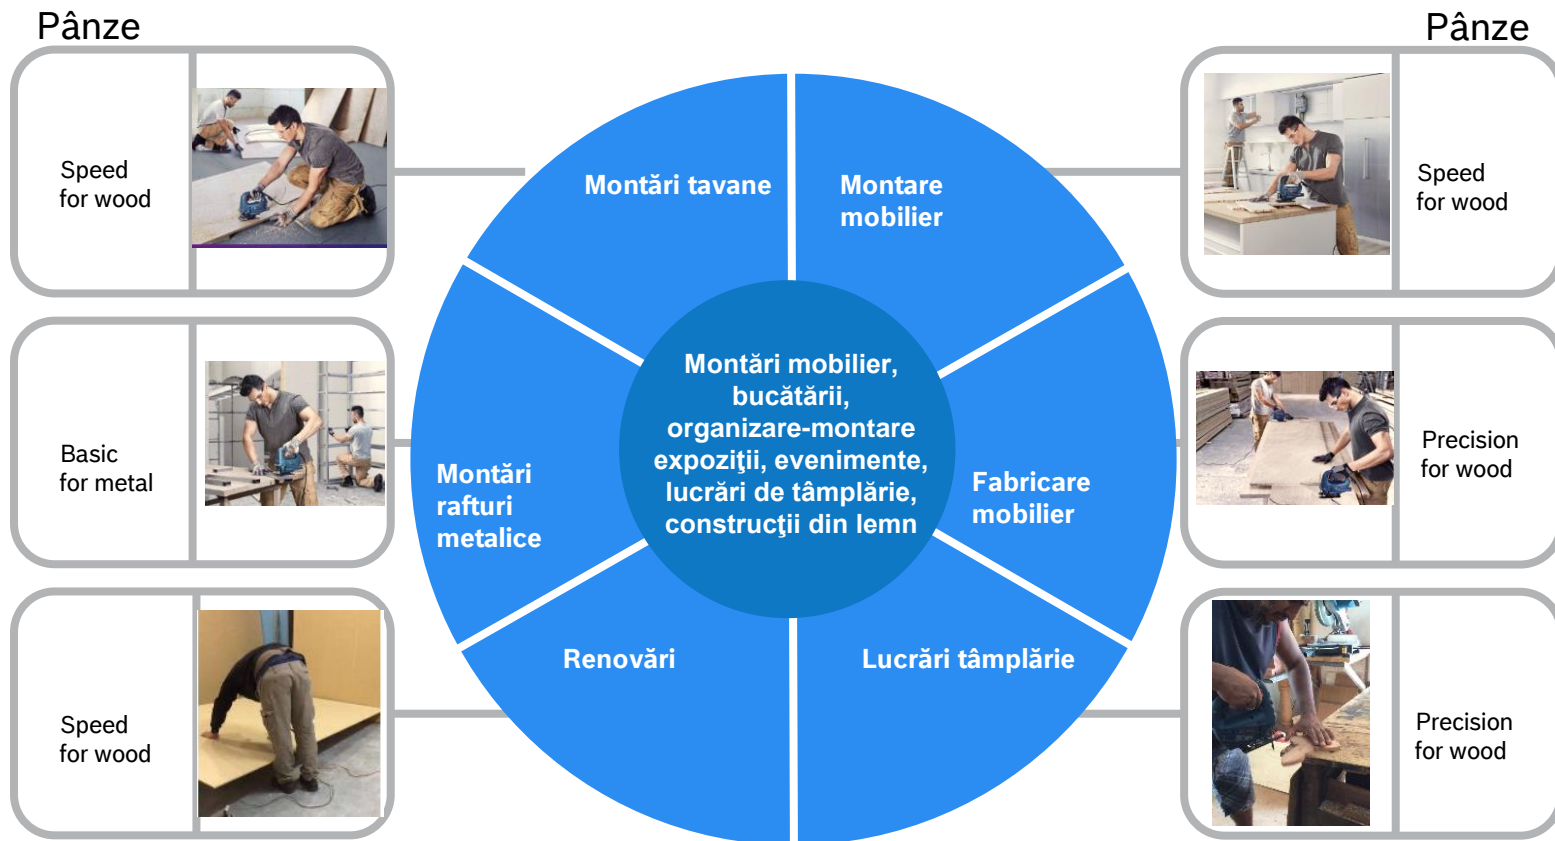 Pânze
Pânze
Speed
for wood
Montări tavane
Montare
mobilier
Speed
for wood
Basic
for metal
Montări
rafturi
metalice
Montări mobilier,
bucătării,
organizare-montare
expoziţii, evenimente,
lucrări de tâmplărie,
construcţii din lemn
Fabricare
mobilier
Precision
for wood
Speed
for wood
Renovări
Lucrări tâmplărie
Precision
for wood